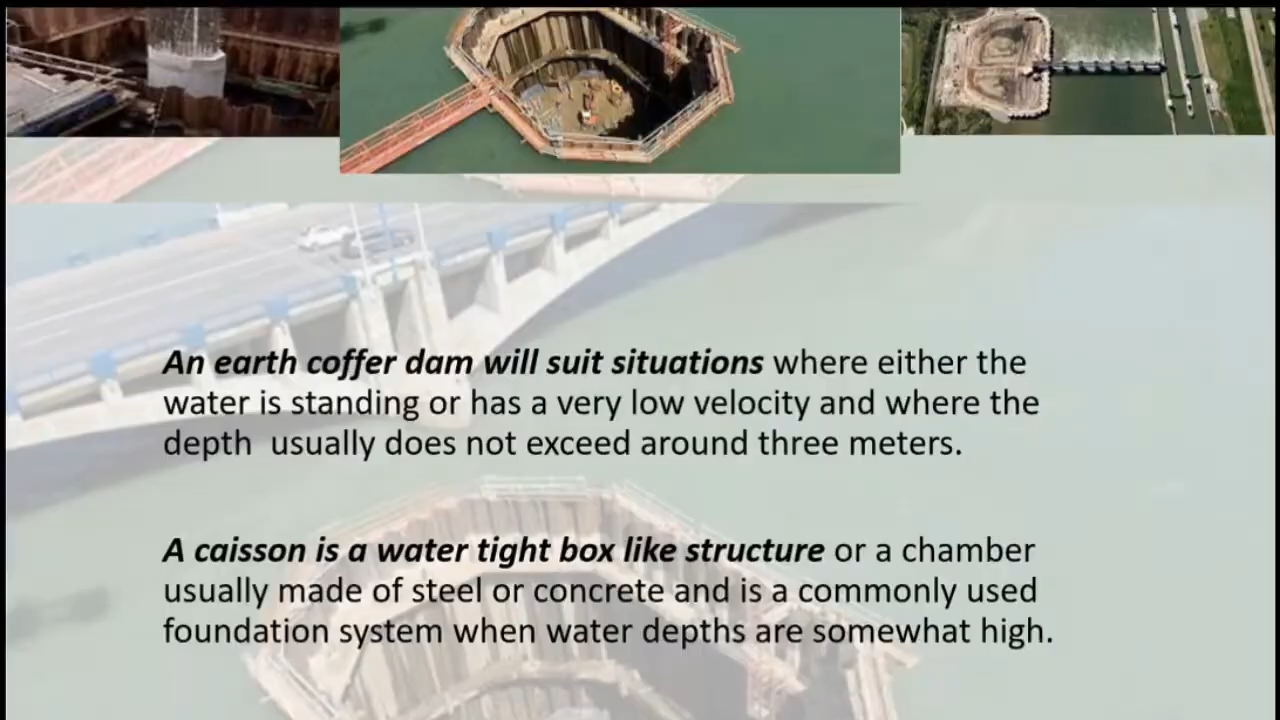 An earth coffer dam will suit situations where either the
water is standing or has a very low velocity and where the
depth  usually does not exceed around three meters.
A caisson is a water tight box like structure or a chamber
usually made of steel or concrete and is a commonly used
foundation system when water depths are somewhat high.